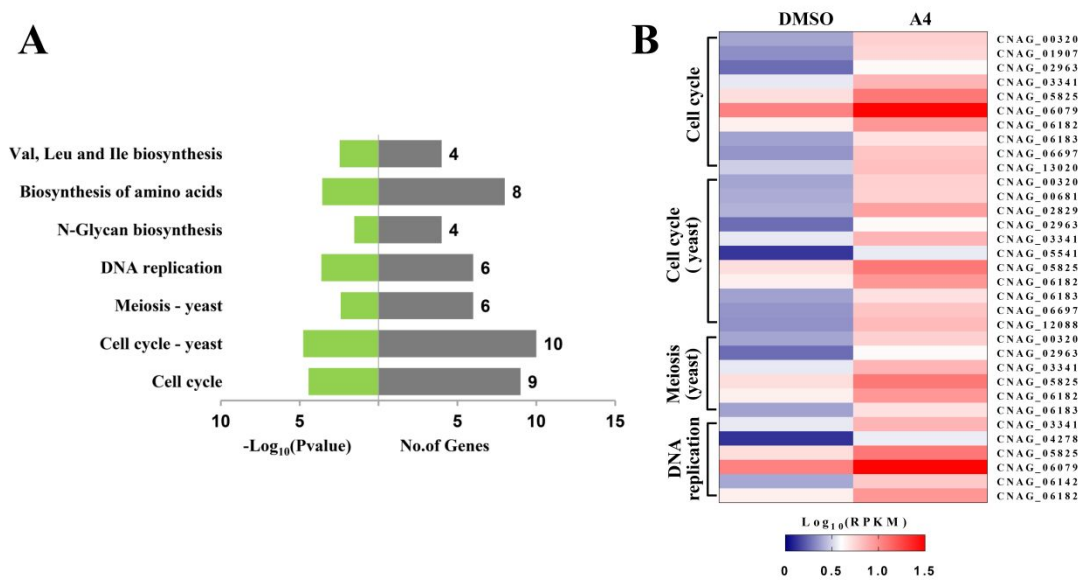 A
Val, Leu and Ile biosynthesis
4
Biosynthesis of amino acids
8
N-Glycan biosynthesis
4
DNA replication
6
Meiosis - yeast
6
Cell cycle - yeast
10
Cell cycle
9
10 5 10 15
-Log10(Pvalue) No.of Genes
B
DMSO A4
Cell cycle
CNAG_00320
CNAG_01907
CNAG_02963
CNAG_03341
CNAG_05825
CNAG_06079
CNAG_06182
CNAG_06183
CNAG_06697
CNAG_13020
Cell cycle
( yeast)
CNAG_00320
CNAG_00681
CNAG_02829
CNAG_02963
CNAG_03341
CNAG_05541
CNAG_05825
CNAG_06182
CNAG_06183
CNAG_06697
CNAG_12088
Meiosis
(yeast)
CNAG_00320
CNAG_02963
CNAG_03341
CNAG_05825
CNAG_06182
CNAG_06183
DNA
replication
CNAG_03341
CNAG_04278
CNAG_05825
CNAG_06079
CNAG_06142
CNAG_06182
Log10(RPKM)
0 0.5 1.0 1.5